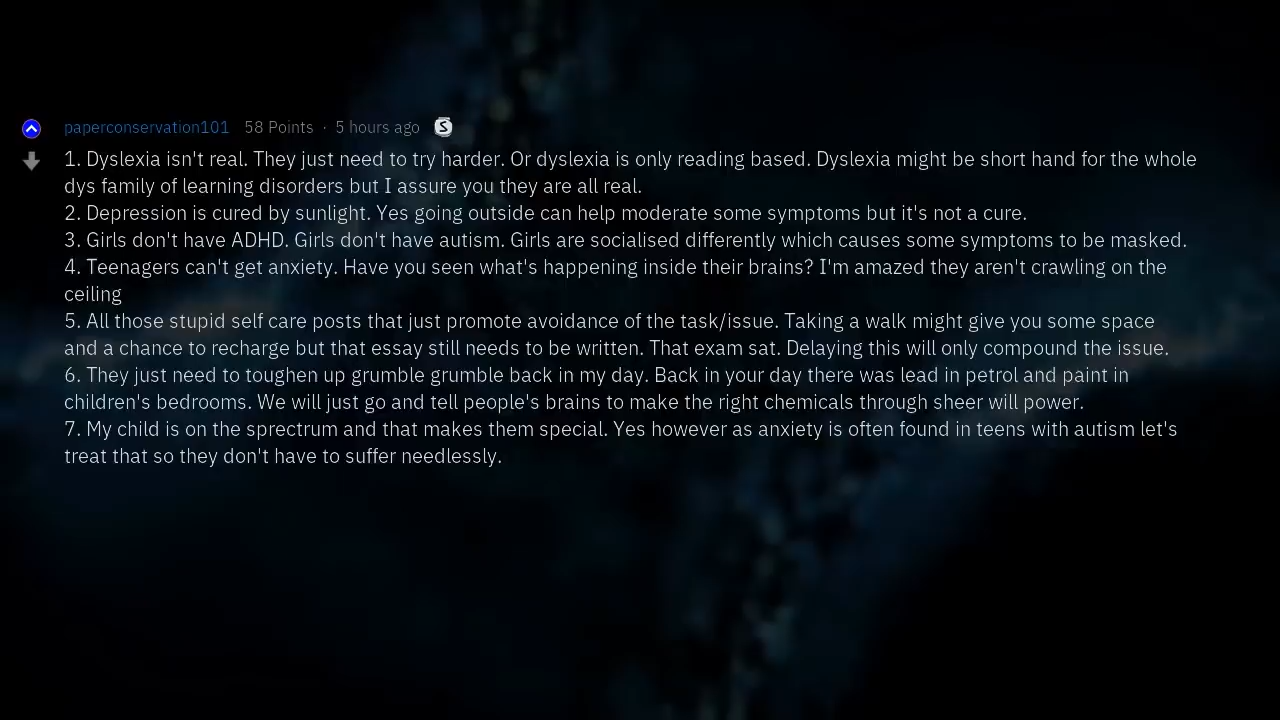 paperconservation101 58 Points · 5 hours ago S
1. Dyslexia isn't real. They just need to try harder. Or dyslexia is only reading based. Dyslexia might be short hand for the whole
dys family of learning disorders but I assure you they are all real.
2. Depression is cured by sunlight. Yes going outside can help moderate some symptoms but it's not a cure.
3. Girls don't have ADHD. Girls don't have autism. Girls are socialised differently which causes some symptoms to be masked.
4. Teenagers can't get anxiety. Have you seen what's happening inside their brains? I'm amazed they aren't crawling on the
ceiling
5. All those stupid self care posts that just promote avoidance of the task/issue. Taking a walk might give you some space
and a chance to recharge but that essay still needs to be written. That exam sat. Delaying this will only compound the issue.
6. They just need to toughen up grumble grumble back in my day. Back in your day there was lead in petrol and paint in
children's bedrooms. We will just go and tell people's brains to make the right chemicals through sheer will power.
7. My child is on the sprectrum and that makes them special. Yes however as anxiety is often found in teens with autism let's
treat that so they don't have to suffer needlessly.